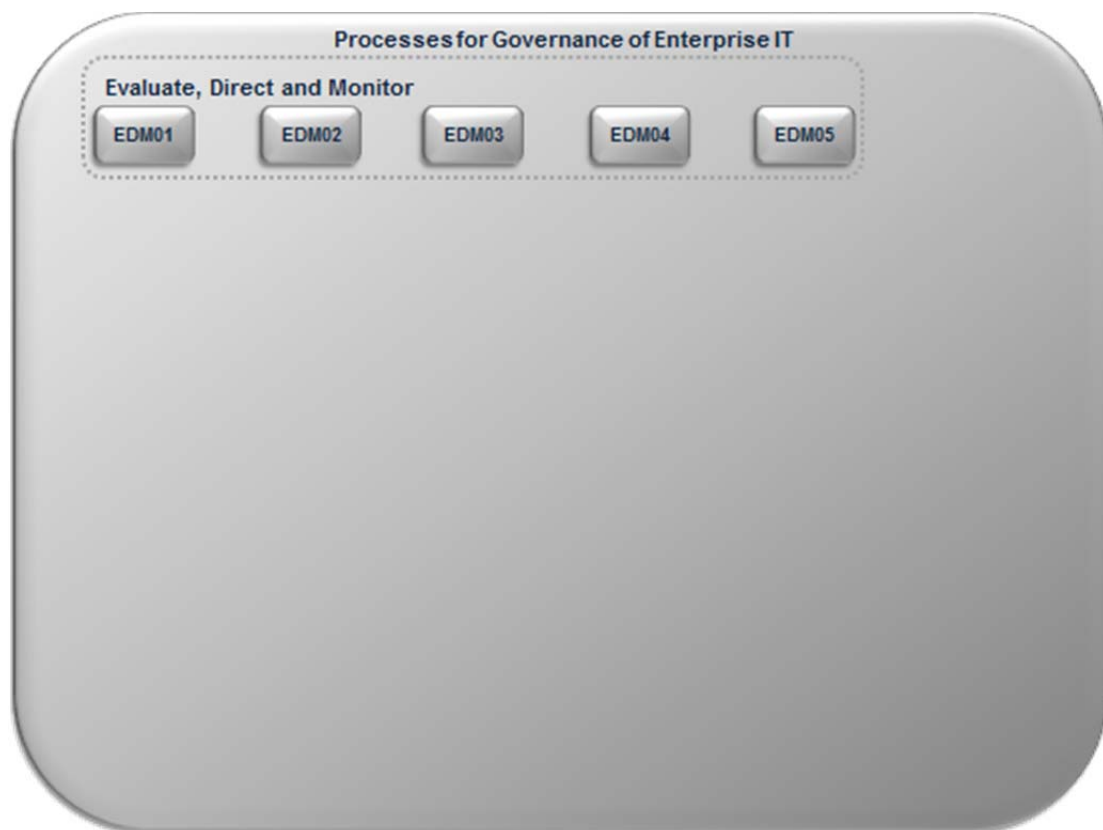 Processes for Governance of Enterprise IT
Evaluate, Direct and Monitor
EDM01 EDM02 EDM03 EDM04 EDM05